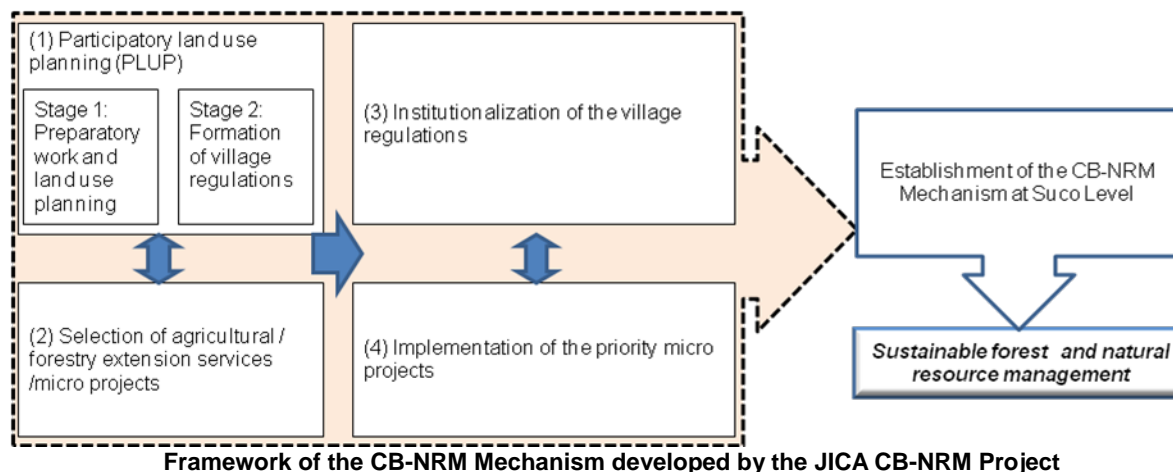 (1) Participatory land use
planning (PLUP)
Stage 1:
Preparatory
work and
land use
planning
Stage 2:
Formation
of village
regulations
(3) Institutionalization of the village
regulations
Establishment of the CB-NRM
Mechanism at Suco Level
(2) Selection of agricultural /
forestry extension services
/micro projects
(4) Implementation of the priority micro
projects
Sustainable forest and natural
resource management
Framework of the CB-NRM Mechanism developed by the JICA CB-NRM Project